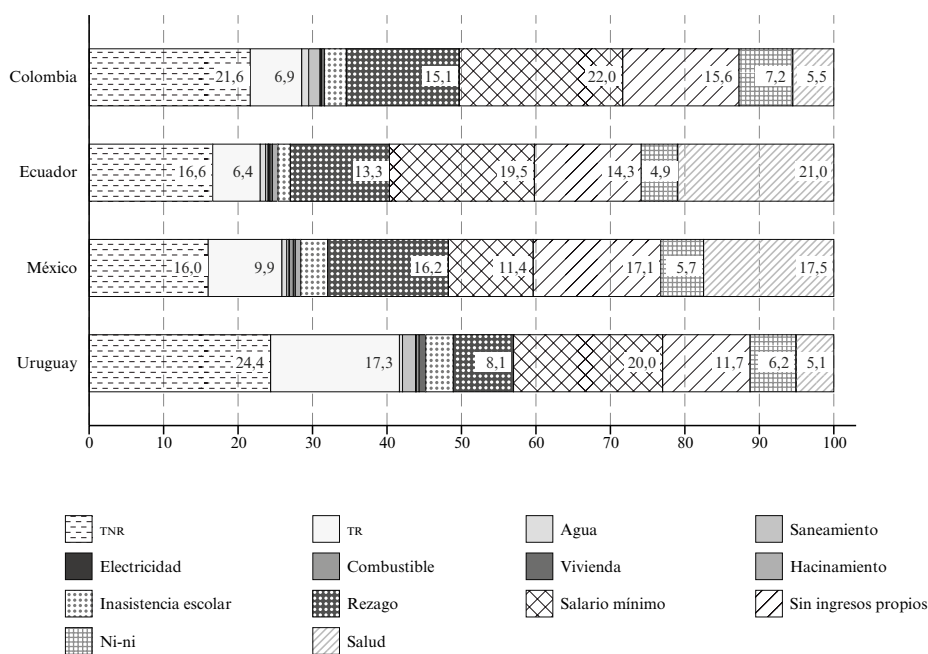 Colombia 21,6 6,9 15,1 22,0 15,6 7,2 5,5
Ecuador 16,6 6,4 13,3 19,5 14,3 4,9 21,0
México 16,0 9,9 16,2 11,4 17,1 5,7 17,5
Uruguay 24,4 17,3 8,1 20,0 11,7 6,2 5,1
0 10 20 30 40 50 60 70 80 90 100
TNR TR Agua Saneamiento
Electricidad Combustible Vivienda Hacinamiento
Inasistencia escolar Rezago Salario mínimo Sin ingresos propios
Ni-ni Salud